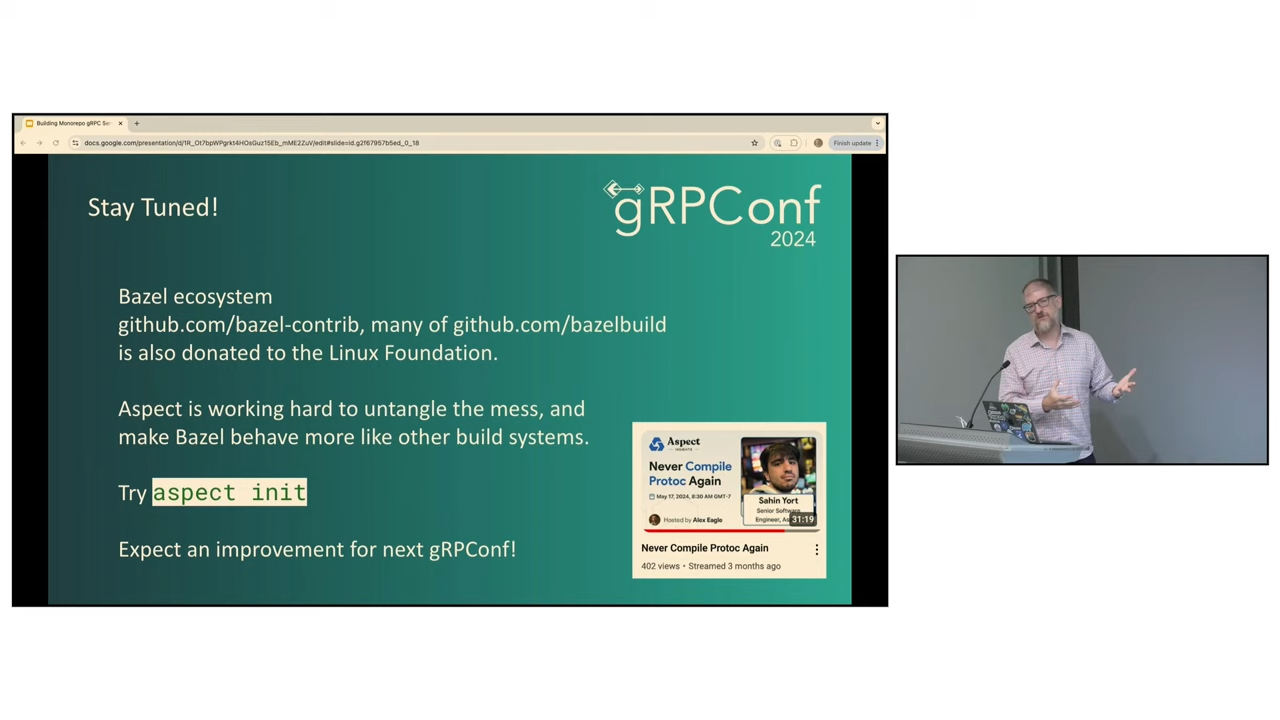 Building Monorepo gRPC Ser
docs.google.com/presentation/d/1R_Ot7bpWPgrkt4HOsGuz15Eb_mME2ZuV/edit#slide=id.g2f67957b5ed_0_18
Finish update
Stay Tuned!
gRPConf
2024
Bazel ecosystem
github.com/bazel-contrib, many of github.com/bazelbuild
is also donated to the Linux Foundation.
Aspect is working hard to untangle the mess, and
make Bazel behave more like other build systems.
Try aspect init
Expect an improvement for next gRPConf!
Aspect
INSIGHTS
Never Compile
Protoc Again
May 17, 2024, 8:30 AM GMT-7
Hosted by Alex Eagle
Sahin Yort
Senior Software
Engineer, As
31:19
Never Compile Protoc Again
402 views • Streamed 3 months ago